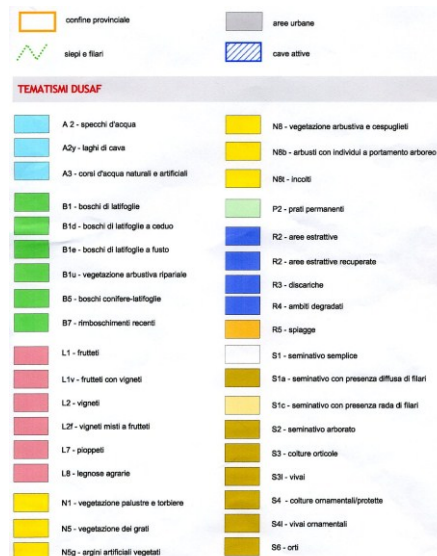 confine provinciale
siepi e filari
aree urbane
cave attive
TEMATISMI DUSAF
A 2 - specchi d'acqua
A2y - laghi di cava
A3 - corsi d'acqua naturali e artificiali
B1 - boschi di latifoglie
B1d - boschi di latifoglie a ceduo
B1e - boschi di latifoglie a fusto
B1u - vegetazione arbustiva ripariale
B5 - boschi conifere-latifoglie
B7 - rimboschimenti recenti
L1 - frutteti
L1v - frutteti con vigneti
L2 - vigneti
L2f - vigneti misti a frutteti
L7 - pioppeti
L8 - legnose agrarie
N1 - vegetazione palustre e torbiere
N5 - vegetazione dei grati
N5g - argini artificiali vegetati
N8 - vegetazione arbustiva e cespuglieti
N8b - arbusti con individui a portamento arboreo
N8t - incolti
P2 - prati permanenti
R2 - aree estrattive
R2 - aree estrattive recuperate
R3 - discariche
R4 - ambiti degradati
R5 - spiagge
S1 - seminativo semplice
S1a - seminativo con presenza diffusa di filari
S1c - seminativo con presenza rada di filari
S2 - seminativo arborato
S3 - colture orticole
S3l - vivai
S4 - colture ornamentali/protette
S4l - vivai ornamentali
S6 - orti